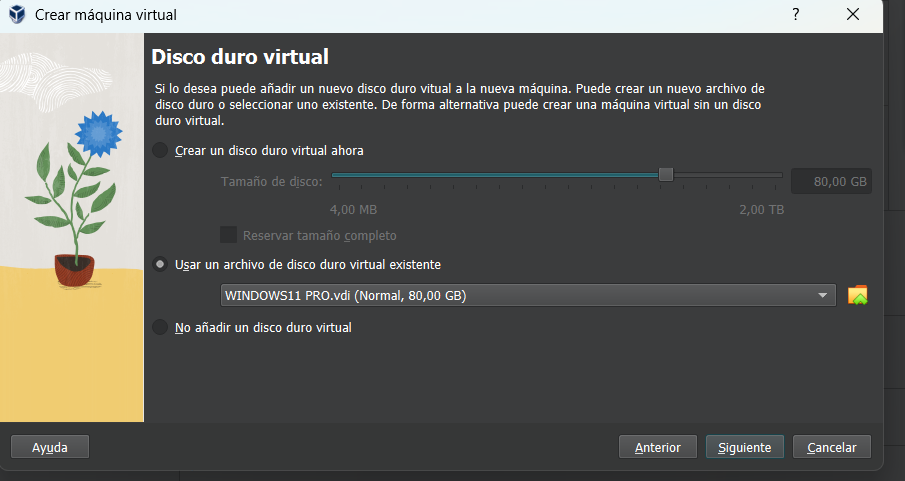 Crear máquina virtual
?
Disco duro virtual
Si lo desea puede añadir un nuevo disco duro vitual a la nueva máquina. Puede crear un nuevo archivo de
disco duro o seleccionar uno existente. De forma alternativa puede crear una máquina virtual sin un disco
duro virtual.
Crear un disco duro virtual ahora
Tamaño de disco:
80,00 GB
4,00 MB
2,00 TB
Reservar tamaño completo
Usar un archivo de disco duro virtual existente
WINDOWS11 PRO.vdi (Normal, 80,00 GB)
No añadir un disco duro virtual
Ayuda
Anterior
Siguiente
Cancelar